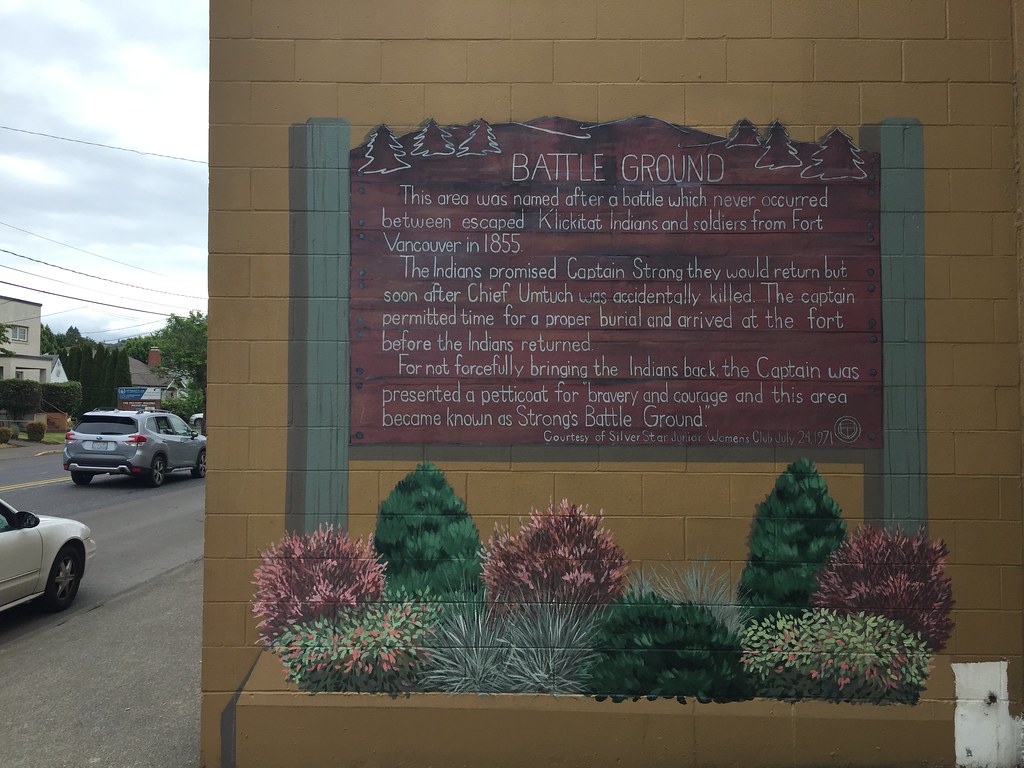 BATTLE GROUND
This area was named after a battle which never occurred
between escaped Klickitat Indians and soldiers from Fort
Vancouver in 1855.
The Indians promised Captain Strong they would return but
soon after Chief Umtuch was accidentally killed. The captain
permitted time for a proper burial and arrived at the fort
before the Indians returned.
For not forcefully bringing the Indians back, the Captain was
presented a petticoat for "bravery and courage and this area
became known as Strong's Battle Ground."
Courtesy of Silver Star Junior Womens Club July 24, 1971